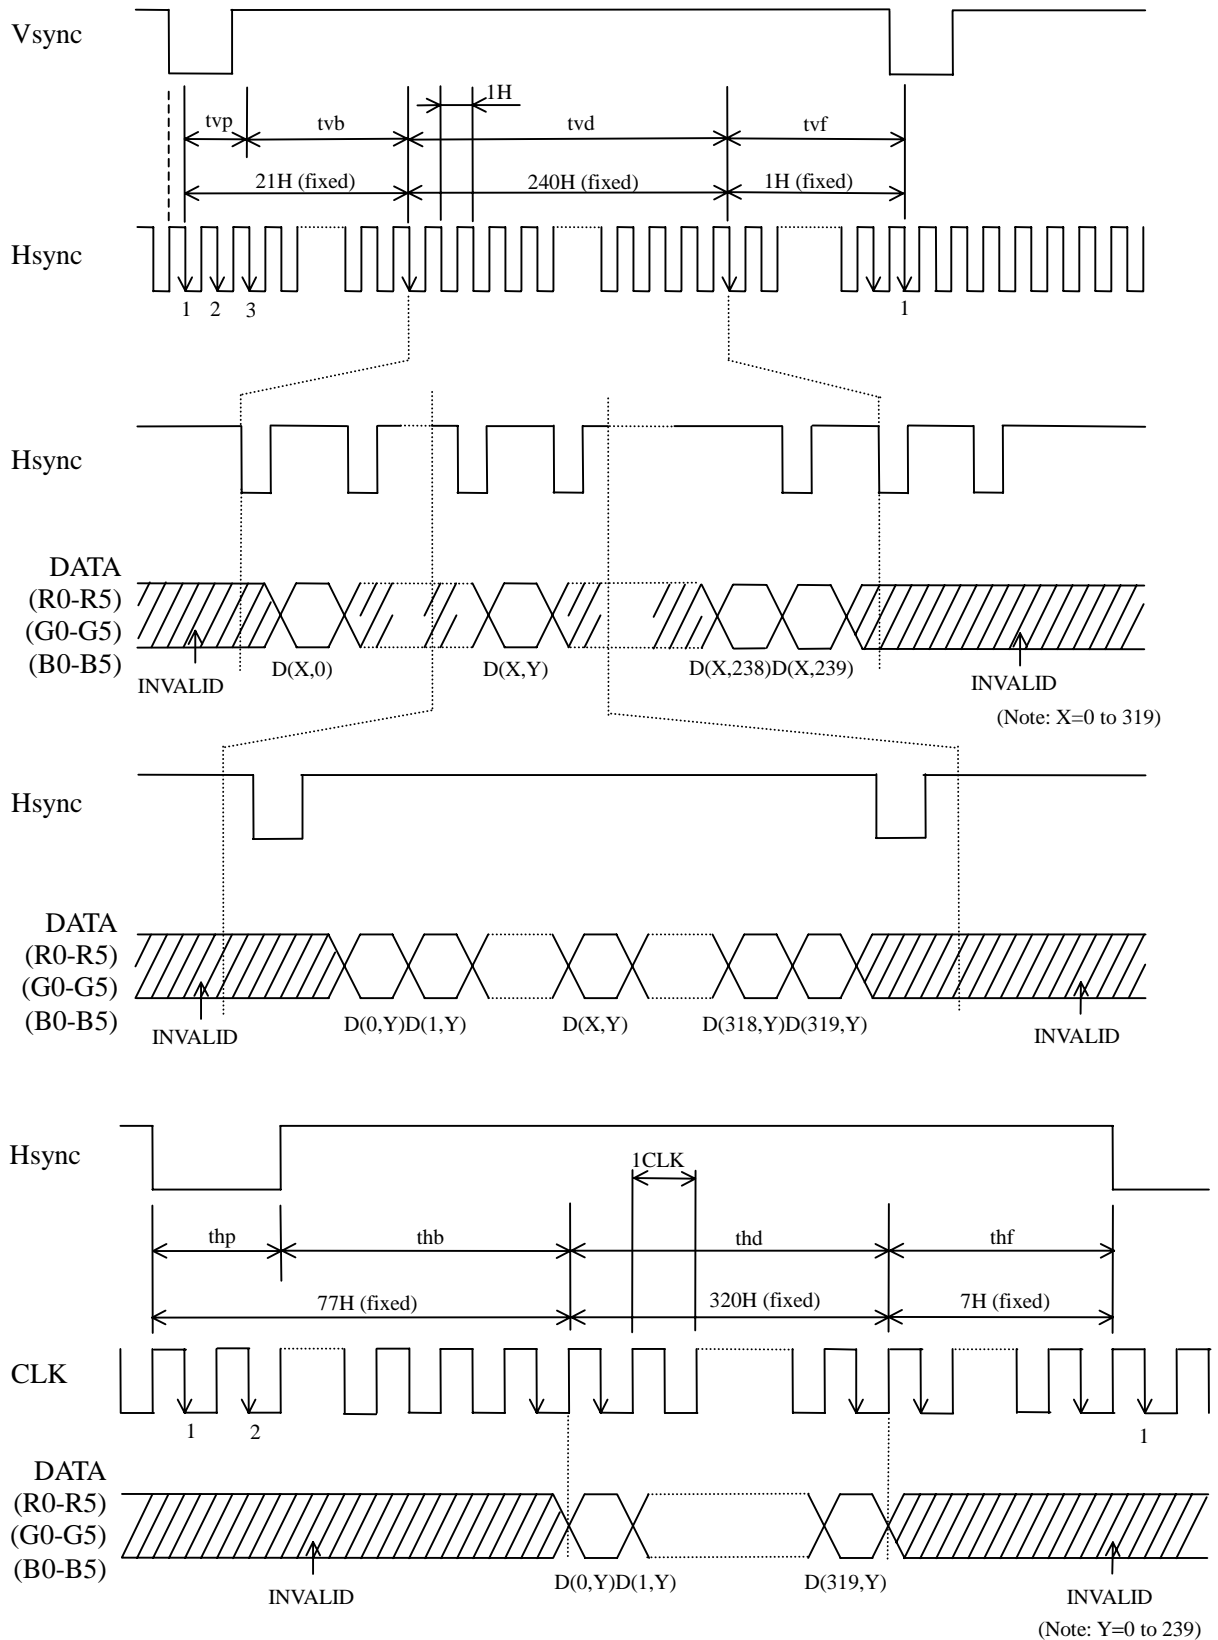 Vsync
1H
tvp tvb tvd tvf
21H (fixed) 240H (fixed) 1H (fixed)
Hsync
1 2 3 1
Hsync
DATA
(R0-R5)
(G0-G5)
(B0-B5)
D(X,0) D(X,Y) D(X,238)D(X,239)
INVALID INVALID
(Note: X=0 to 319)
Hsync
DATA
(R0-R5)
(G0-G5)
(B0-B5)
D(0,Y)D(1,Y) D(X,Y) D(318,Y)D(319,Y)
INVALID INVALID
Hsync
1CLK
thp thb thd thf
77H (fixed) 320H (fixed) 7H (fixed)
CLK
1 2 1
DATA
(R0-R5)
(G0-G5)
(B0-B5)
D(0,Y)D(1,Y) D(319,Y)
INVALID INVALID
(Note: Y=0 to 239)